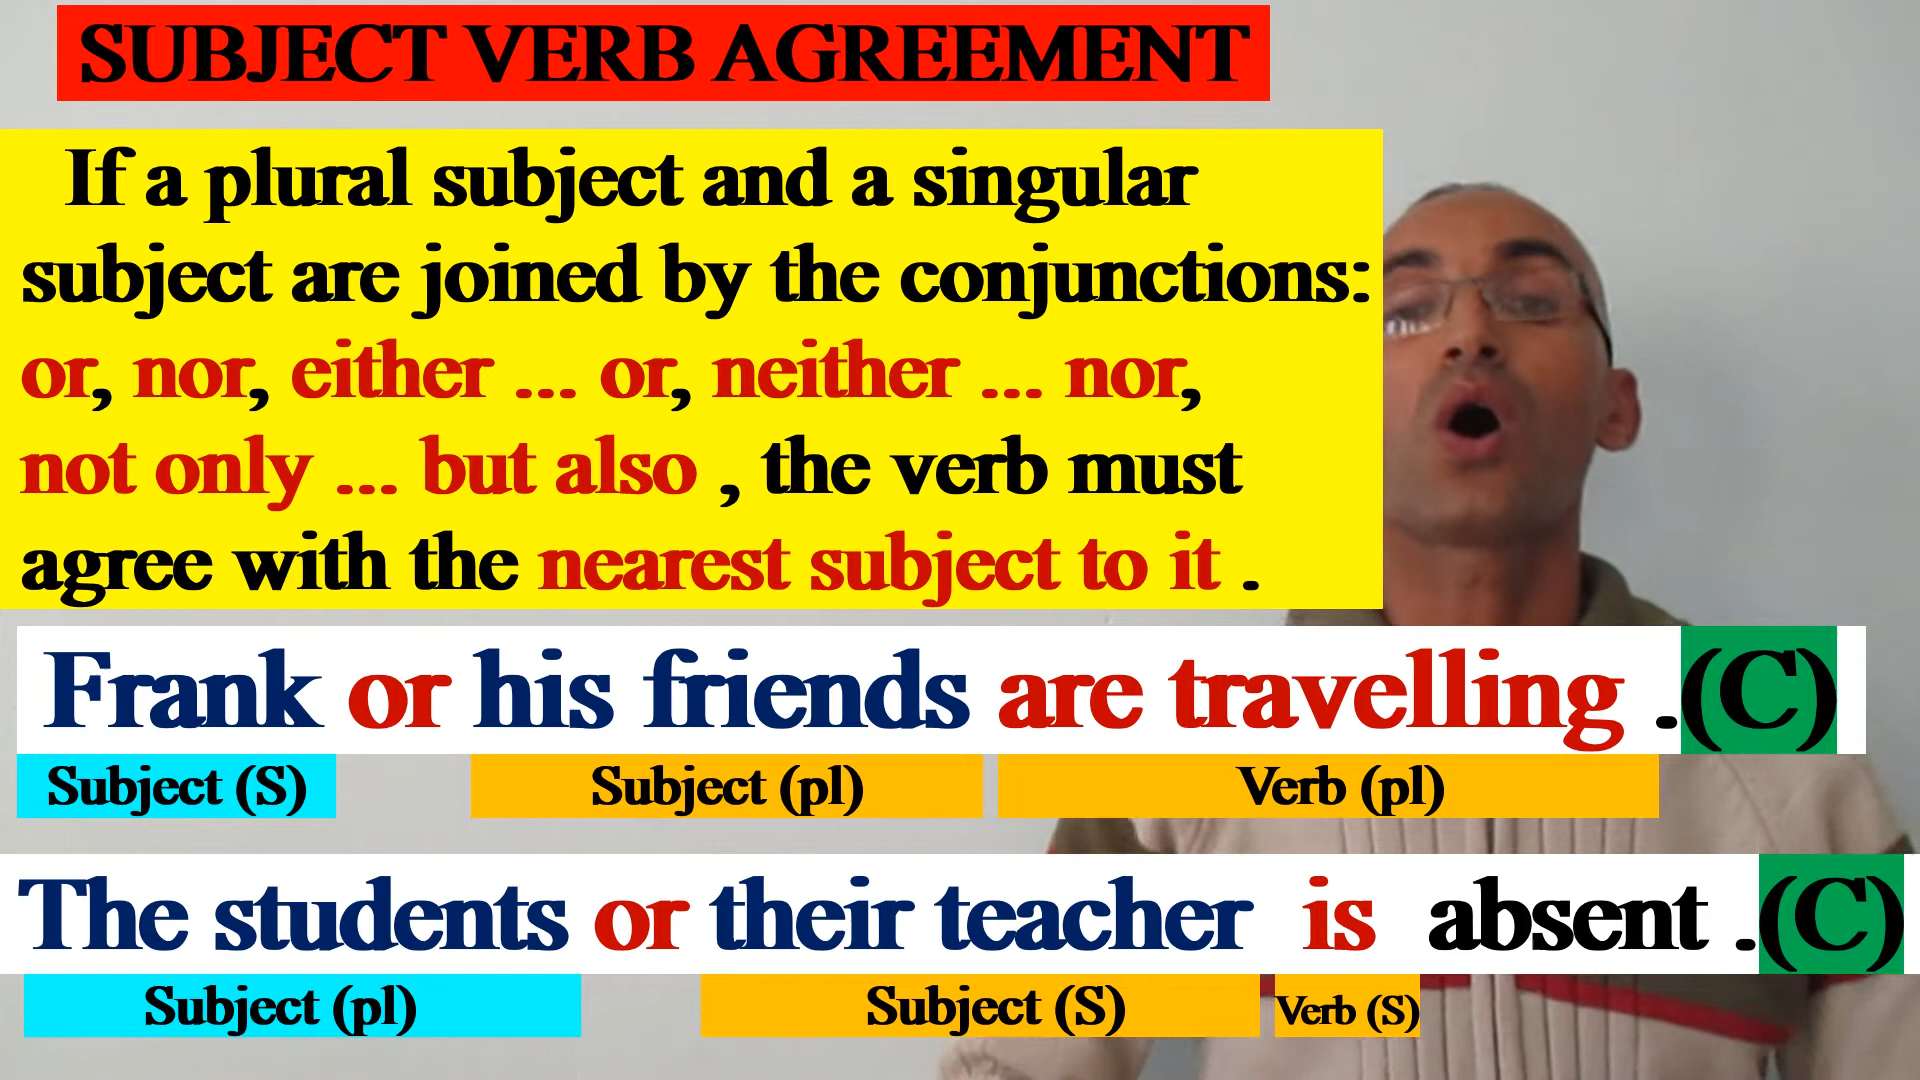 SUBJECT VERB AGREEMENT
If a plural subject and a singular
subject are joined by the conjunctions:
or, nor, either ... or, neither ... nor,
not only ... but also , the verb must
agree with the nearest subject to it .
Frank or his friends are travelling .(C)
Subject (S) Subject (pl) Verb (pl)
The students or their teacher is absent .(C)
Subject (pl) Subject (S) Verb (S)